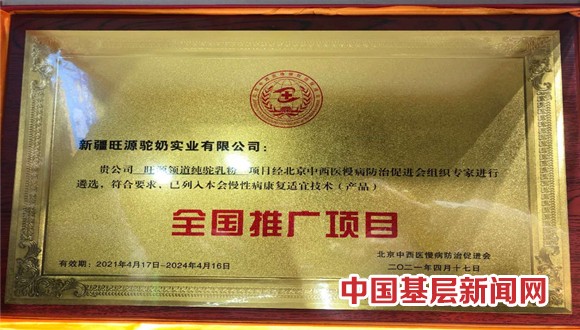 新疆旺源驼奶实业有限公司：
贵公司 旺源领道纯驼乳粉 项目经北京中西医慢病防治促进会组织专家进行
遴选，符合要求，已列入本会慢性病康复适宜技术（产品）
全国推广项目
有效期：2021年4月17日-2024年4月16日
北京中西医慢病防治促进会
二〇二一年四月十七日
中国基层新闻网